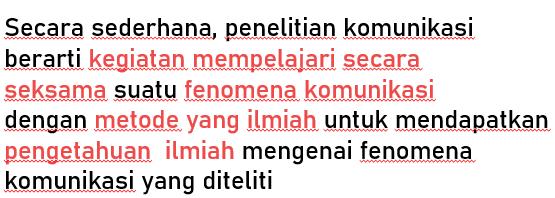 Secara sederhana, penelitian komunikasi
berarti kegiatan mempelajari secara
seksama suatu fenomena komunikasi
dengan metode yang ilmiah untuk mendapatkan
pengetahuan  ilmiah mengenai fenomena
komunikasi yang diteliti